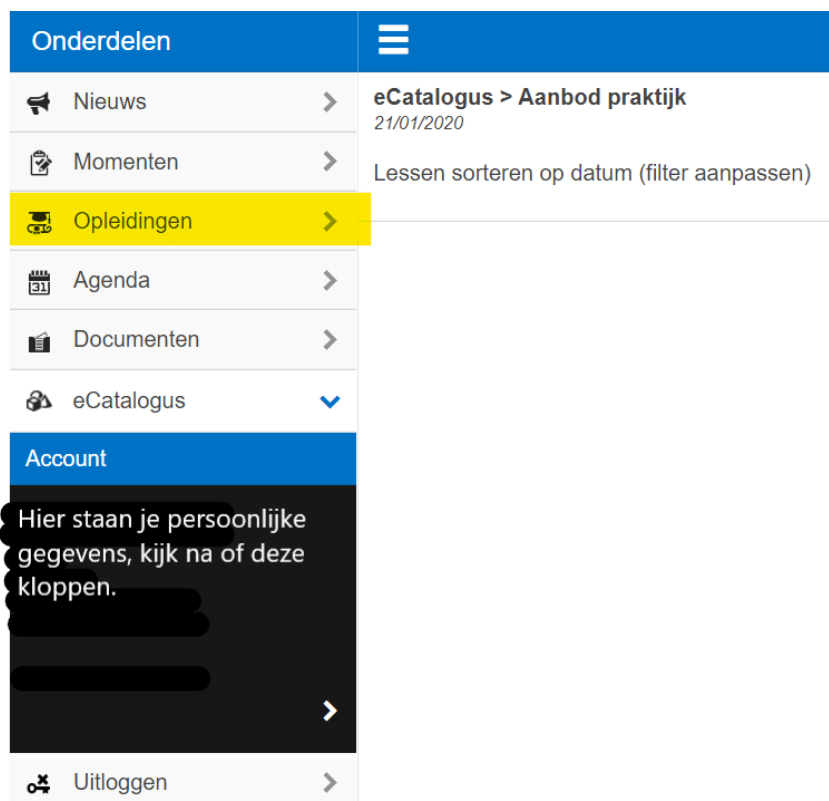 Onderdelen
Nieuws
Momenten
Opleidingen
31
Agenda
Documenten
eCatalogus
Account
Hier staan je persoonlijke
gegevens, kijk na of deze
kloppen.
Uitloggen
eCatalogus > Aanbod praktijk
21/01/2020
Lessen sorteren op datum (filter aanpassen)